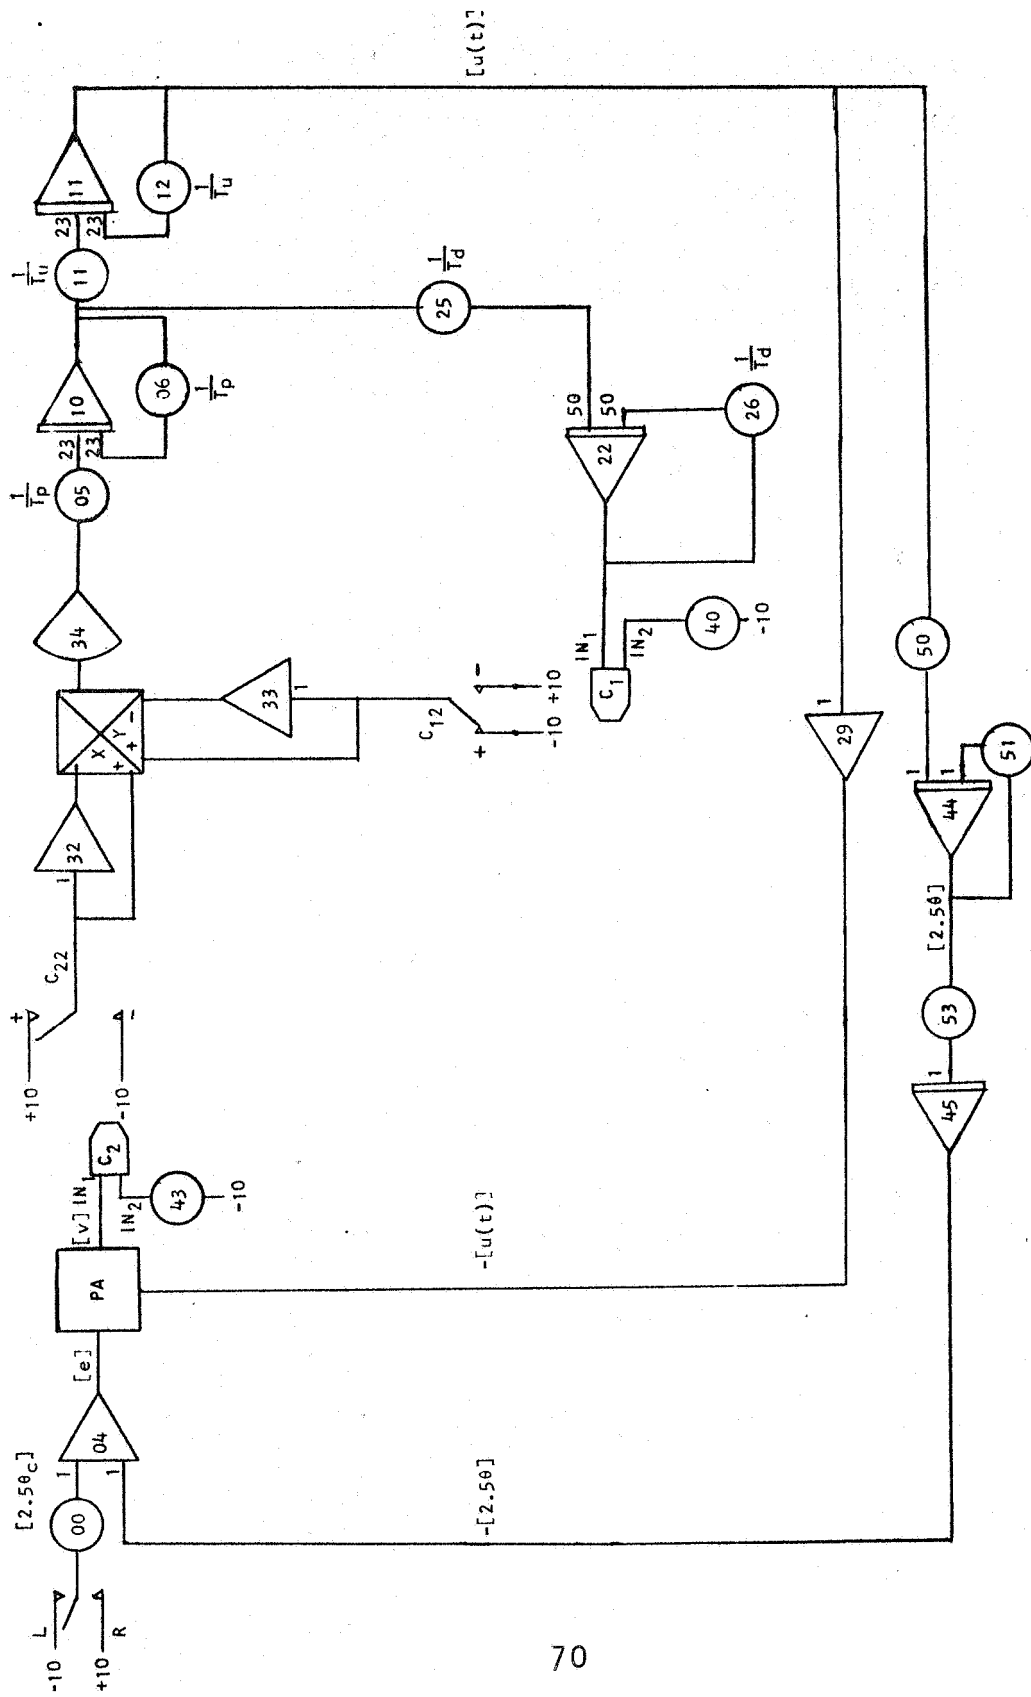 -10 L
+10 R
00
[2.5θc]
1
1
04
[e]
PA
[v]
IN1
IN2
C2
43
-10
+10 +
-10 -
C22
1
32
X
Y
+
+
-
34
33
1
C12
+
-
-10 +10
05
1/Tp
23
23
10
06
1/Tp
11
1/Tu
23
23
11
12
1/Tu
[u(t)]
25
1/Td
50
50
22
26
1/Td
IN1
IN2
C1
40
-10
1
29
-[u(t)]
50
1
1
44
51
[2.5θ̇]
53
1
45
-[2.5θ]
70